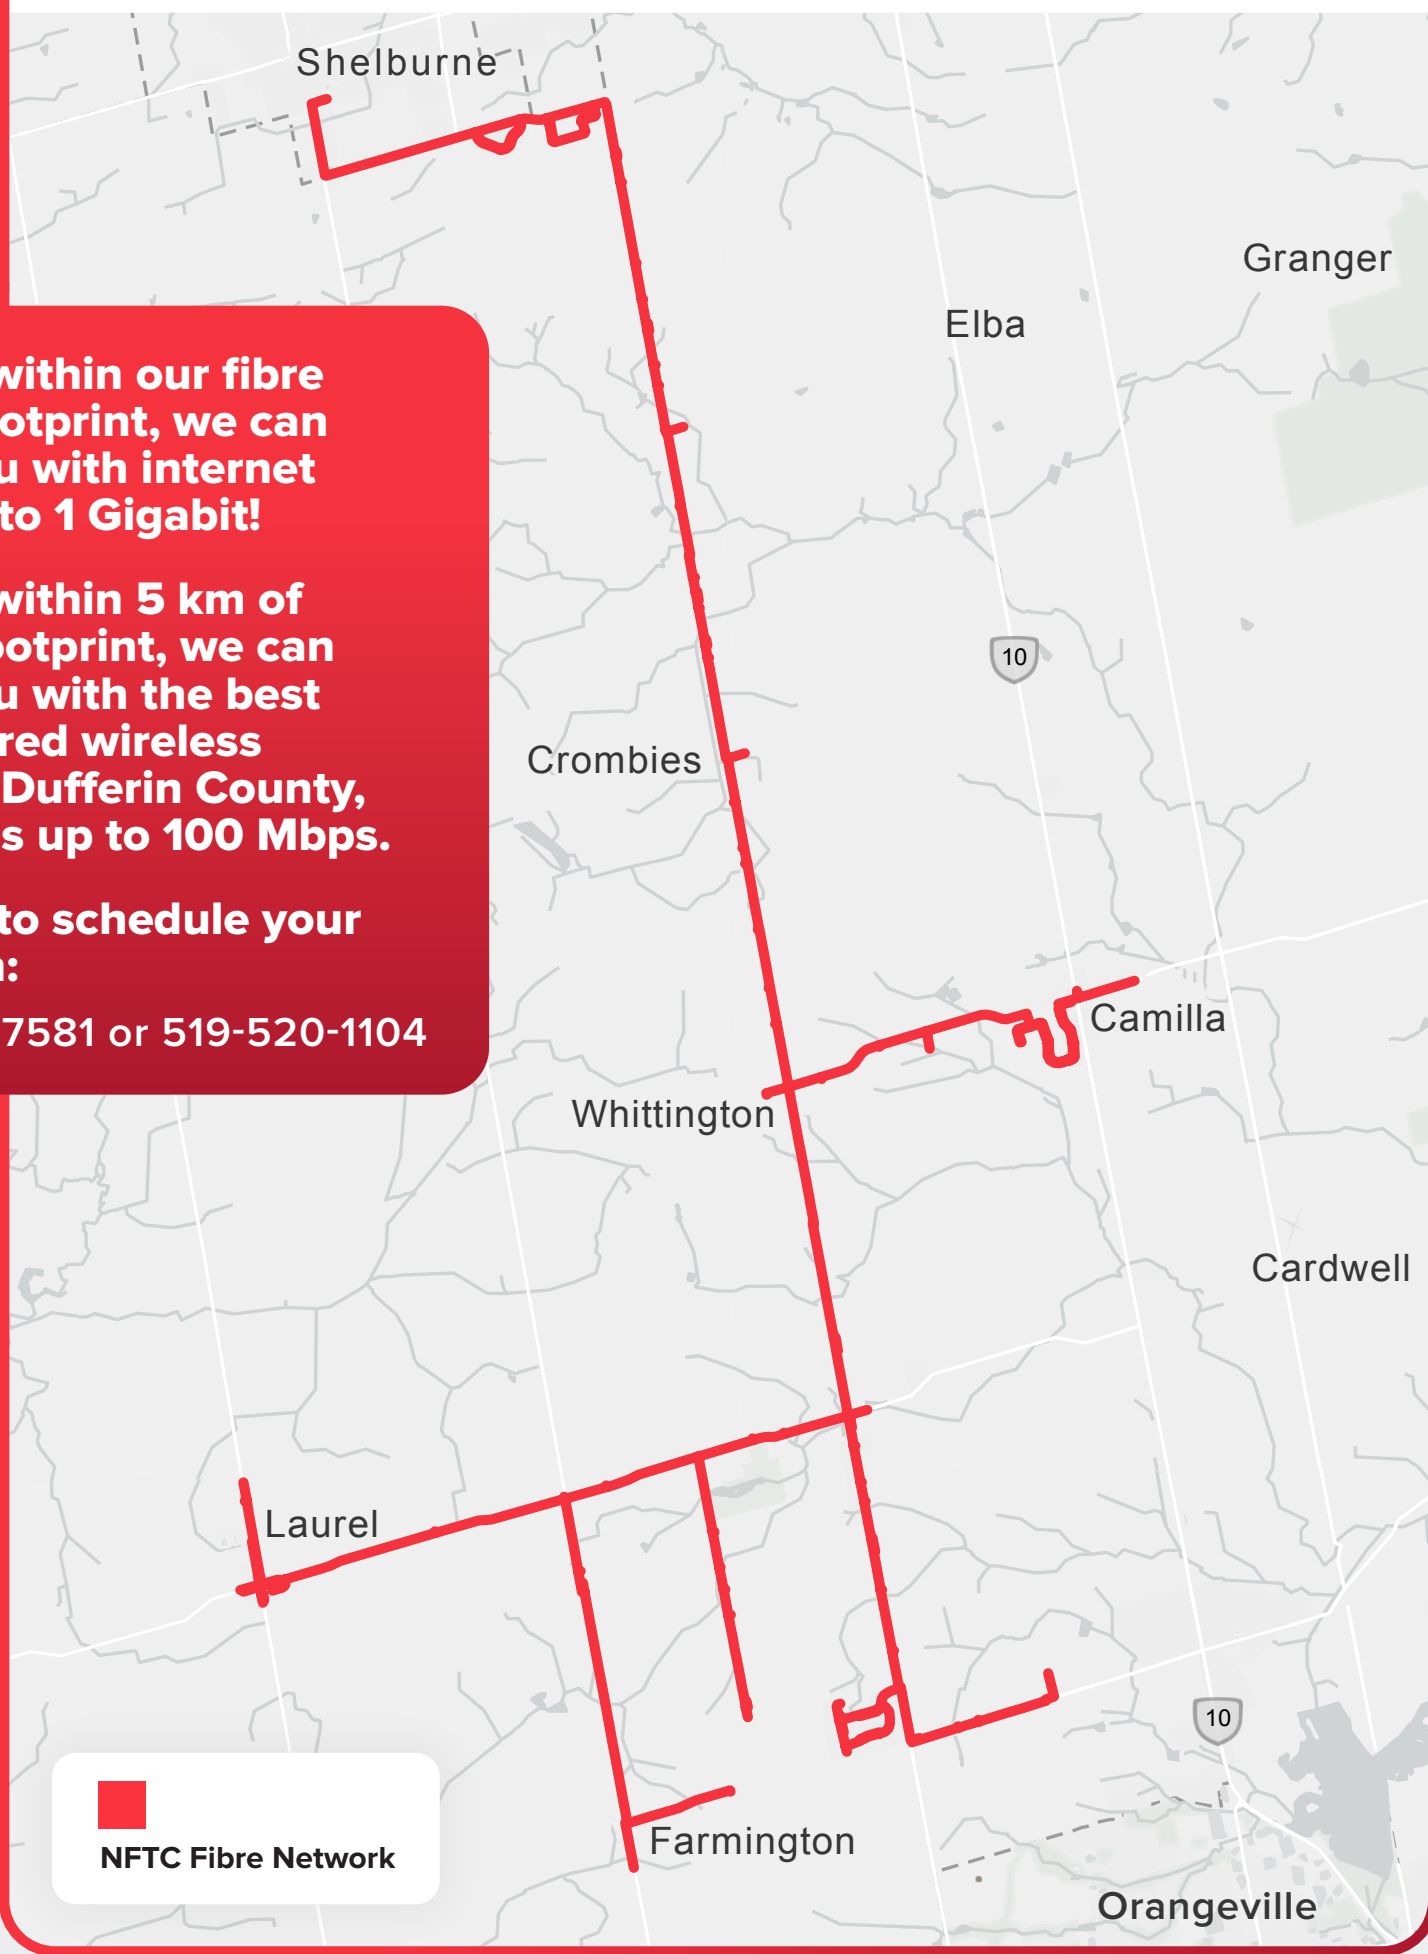 Shelburne
Granger
Elba
within our fibre
otprint, we can
u with internet
to 1 Gigabit!
within 5 km of
ootprint, we can
u with the best
red wireless
Dufferin County,
s up to 100 Mbps.
to schedule your
n:
7581 or 519-520-1104
10
Crombies
Camilla
Whittington
Cardwell
Laurel
10
NFTC Fibre Network
Farmington
Orangeville